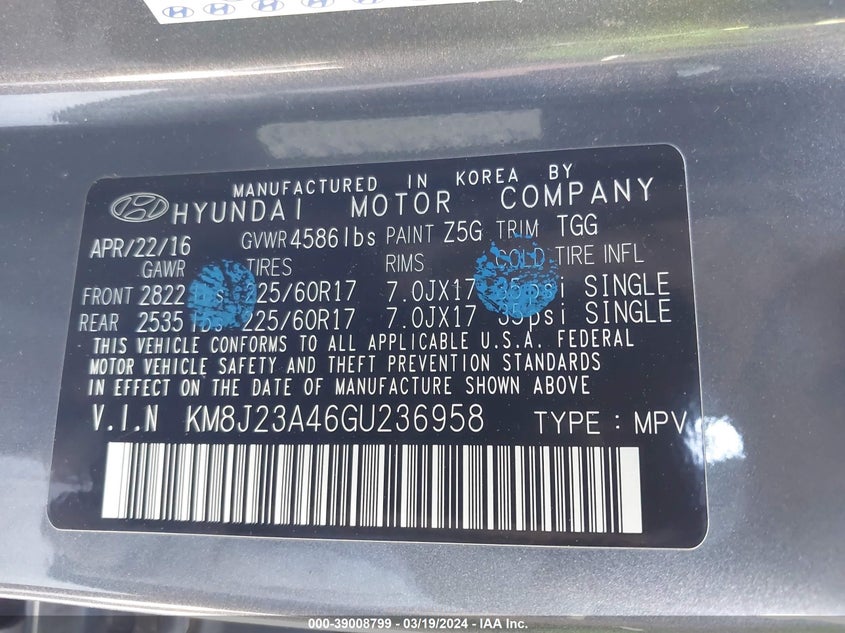 MANUFACTURED IN KOREA BY
HYUNDAI MOTOR COMPANY
APR/22/16 GVWR 4586lbs PAINT Z5G TRIM TGG
GAWR TIRES RIMS COLD TIRE INFL
FRONT 2822 lbs 225/60R17 7.0JX17 35psi SINGLE
REAR 2535 lbs 225/60R17 7.0JX17 35psi SINGLE
THIS VEHICLE CONFORMS TO ALL APPLICABLE U.S.A. FEDERAL
MOTOR VEHICLE SAFETY AND THEFT PREVENTION STANDARDS
IN EFFECT ON THE DATE OF MANUFACTURE SHOWN ABOVE
V.I.N KM8J23A46GU236958 TYPE : MPV
000-39008799 - 03/19/2024 - IAA Inc.